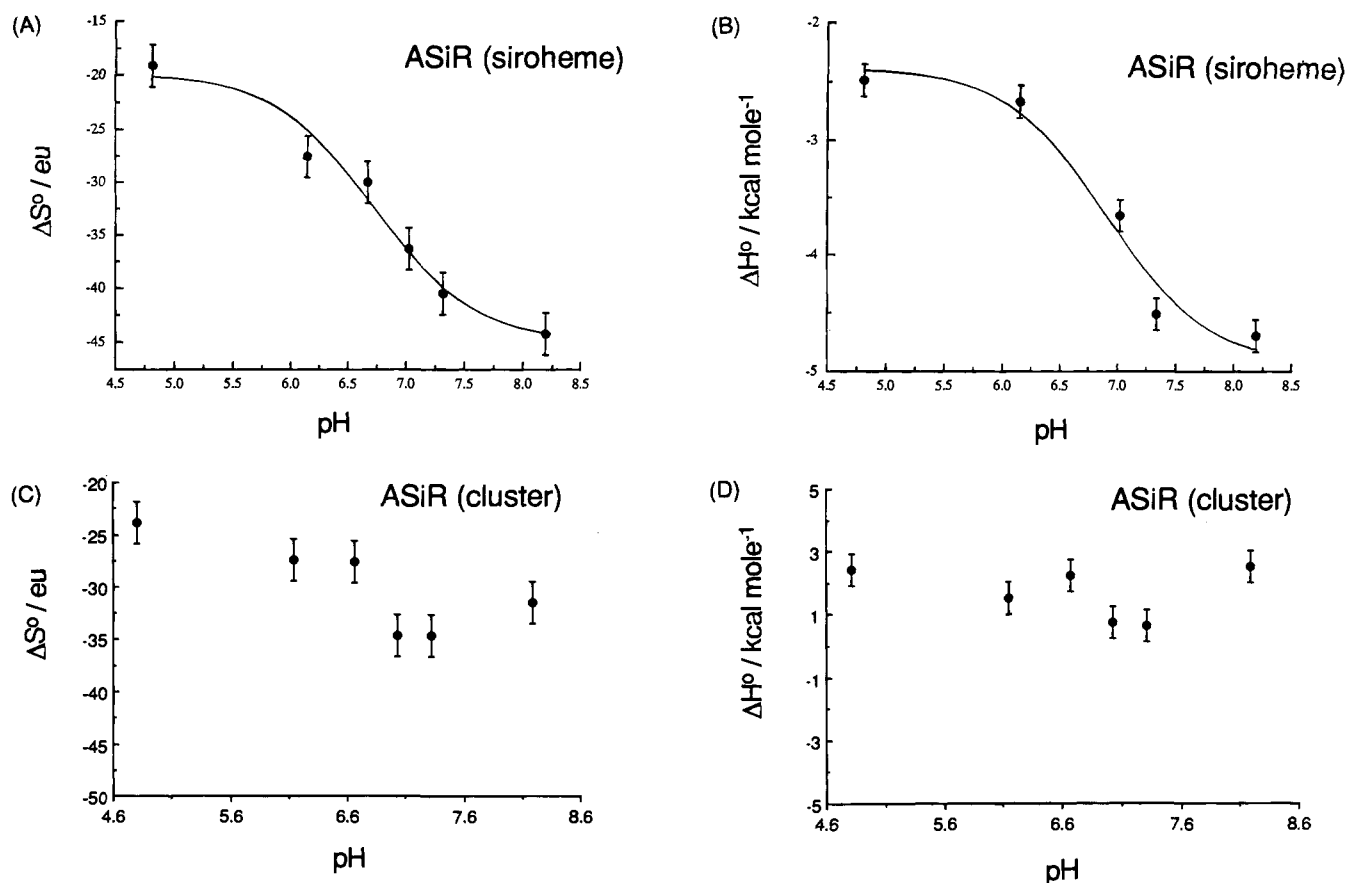 (A)
ASiR (siroheme)
-15
-20
-25
-30
-35
-40
-45
ΔSº / eu
4.5 5.0 5.5 6.0 6.5 7.0 7.5 8.0 8.5
pH
(B)
ASiR (siroheme)
-2
-3
-4
-5
ΔHº / kcal mole⁻¹
4.5 5.0 5.5 6.0 6.5 7.0 7.5 8.0 8.5
pH
(C)
ASiR (cluster)
-20
-25
-30
-35
-40
-45
-50
ΔSº / eu
4.6 5.6 6.6 7.6 8.6
pH
(D)
ASiR (cluster)
5
3
1
-1
-3
-5
ΔHº / kcal mole⁻¹
4.6 5.6 6.6 7.6 8.6
pH